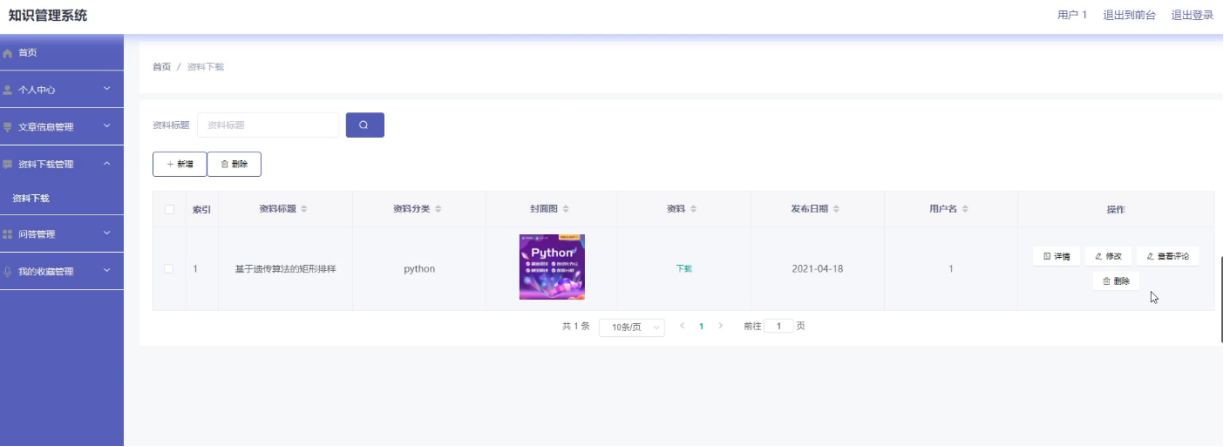 知识管理系统
用户 1 退出到前台 退出登录
首页
个人中心
文章信息管理
资料下载管理
资料下载
问答管理
我的收藏管理
首页 / 资料下载
资料标题 资料标题
+ 新增 删除
索引 资料标题 资料分类 封面图 资料 发布日期 用户名 操作
1 基于遗传算法的矩形排样 python Python 下载 2021-04-18 1 详情 修改 查看评论
删除
共 1 条 10条/页 < 1 > 前往 1 页